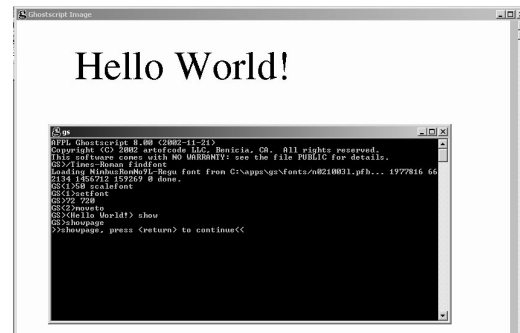 Ghostscript Image
Hello World!
gs
AFPL Ghostscript 8.00 (2002-11-21)
Copyright (C) 2002 artofcode LLC, Benicia, CA.  All rights reserved.
This software comes with NO WARRANTY: see the file PUBLIC for details.
GS>/Times-Roman findfont
Loading NimbusRomNo9L-Regu font from C:\apps\gs\fonts/n021003l.pfb... 1977816 66
2134 1456712 159269 0 done.
GS<1>50 scalefont
GS<1>setfont
GS>72 720
GS<2>moveto
GS>(Hello World!) show
GS>showpage
>>showpage, press <return> to continue<<